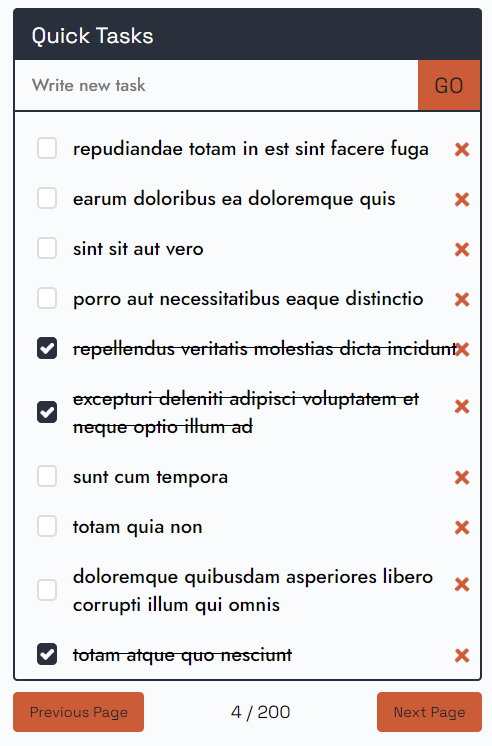 Quick Tasks
Write new task
GO
repudiandae totam in est sint facere fuga
earum doloribus ea doloremque quis
sint sit aut vero
porro aut necessitatibus eaque distinctio
repellendus veritatis molestias dicta incidunt
excepturi deleniti adipisci voluptatem et
neque optio illum ad
sunt cum tempora
totam quia non
doloremque quibusdam asperiores libero
corrupti illum qui omnis
totam atque quo nesciunt
Previous Page
4 / 200
Next Page